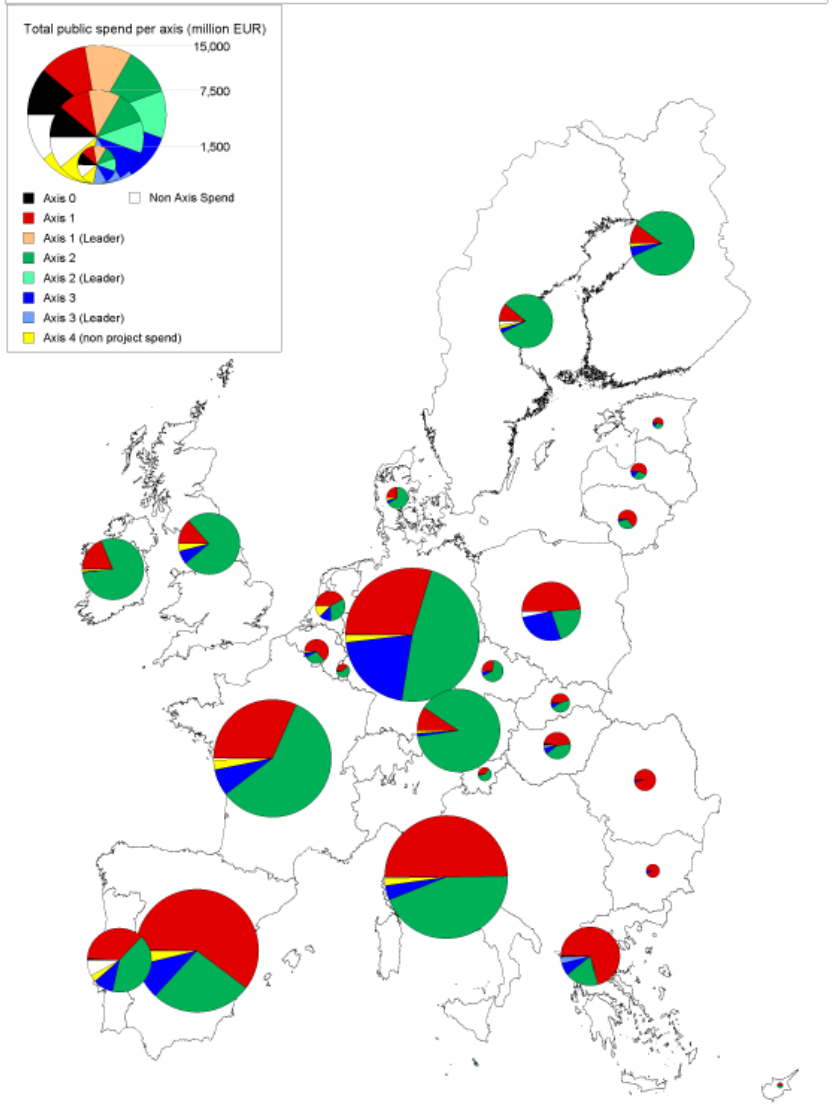 Total public spend per axis (million EUR)
15,000
7,500
1,500
Axis 0
Non Axis Spend
Axis 1
Axis 1 (Leader)
Axis 2
Axis 2 (Leader)
Axis 3
Axis 3 (Leader)
Axis 4 (non project spend)